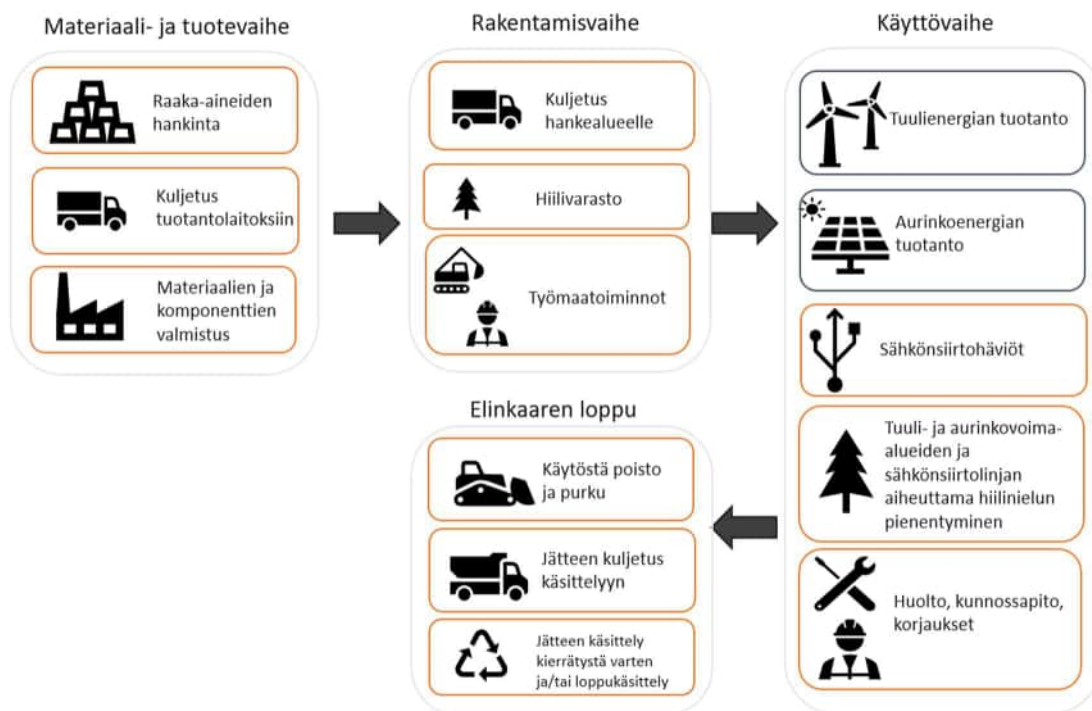 Materiaali- ja tuotevaihe
Raaka-aineiden
hankinta
Kuljetus
tuotantolaitoksiin
Materiaalien ja
komponenttien
valmistus
Rakentamisvaihe
Kuljetus
hankealueelle
Hiilivarasto
Työmaatoiminnot
Käyttövaihe
Tuulienergian tuotanto
Aurinkoenergian
tuotanto
Sähkönsiirtohäviöt
Tuuli- ja aurinkovoima-
alueiden ja
sähkönsiirtolinjan
aiheuttama hiilinielun
pienentyminen
Huolto, kunnossapito,
korjaukset
Elinkaaren loppu
Käytöstä poisto
ja purku
Jätteen kuljetus
käsittelyyn
Jätteen käsittely
kierrätystä varten
ja/tai loppukäsittely